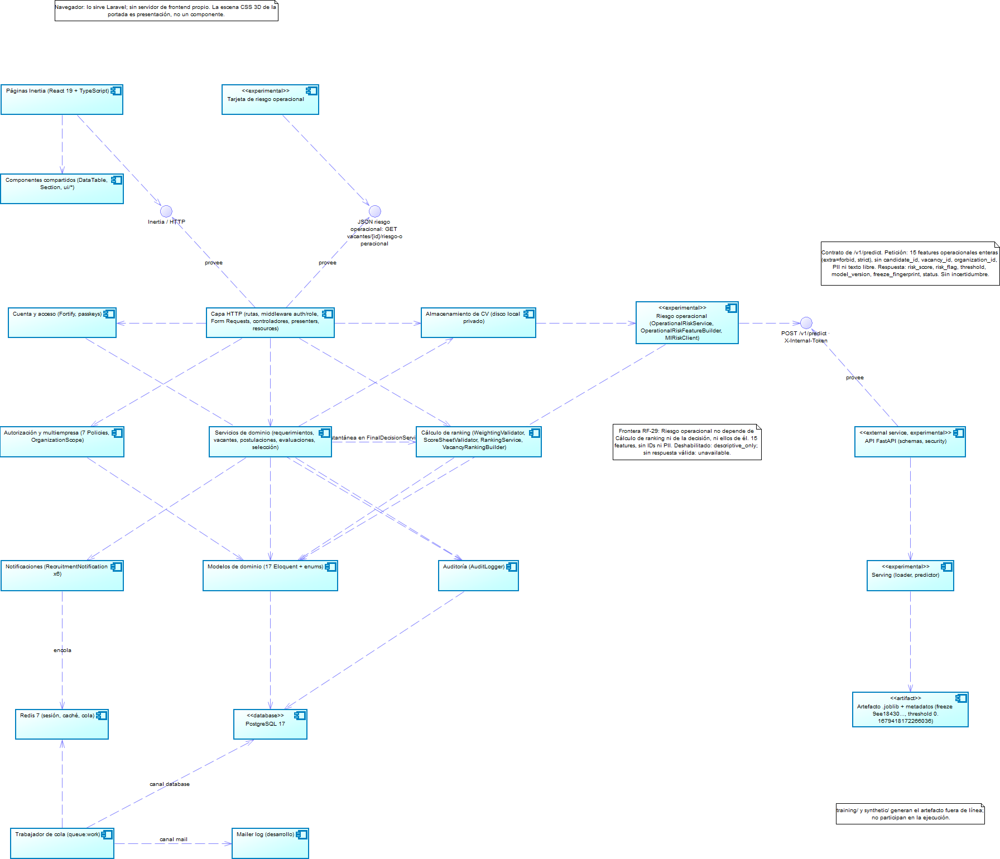 Navegador: lo sirve Laravel; sin servidor de frontend propio. La escena CSS 3D de la
portada es presentación, no un componente.
Páginas Inertia (React 19 + TypeScript)
<<experimental>>
Tarjeta de riesgo operacional
Componentes compartidos (DataTable,
Section, ui/*)
Inertia / HTTP
JSON riesgo
operacional: GET
vacantes/{id}/riesgo-o
peracional
provee
provee
Contrato de /v1/predict. Petición: 15 features operacionales enteras
(extra=forbid, strict), sin candidate_id, vacancy_id, organization_id,
PII ni texto libre. Respuesta: risk_score, risk_flag, threshold,
model_version, freeze_fingerprint, status. Sin incertidumbre.
Cuenta y acceso (Fortify, passkeys)
Capa HTTP (rutas, middleware auth/role,
Form Requests, controladores, presenters,
resources)
Almacenamiento de CV (disco local
privado)
<<experimental>>
Riesgo operacional
(OperationalRiskService,
OperationalRiskFeatureBuilder,
MlRiskClient)
POST /v1/predict ·
X-Internal-Token
provee
Autorización y multiempresa (7 Policies,
OrganizationScope)
Servicios de dominio (requerimientos,
vacantes, postulaciones, evaluaciones,
selección)
stantánea en FinalDecisionServi
Cálculo de ranking (WeightingValidator,
ScoreSheetValidator, RankingService,
VacancyRankingBuilder)
Frontera RF-29: Riesgo operacional no depende de
Cálculo de ranking ni de la decisión, ni ellos de él. 15
features, sin IDs ni PII. Deshabilitado: descriptive_only;
sin respuesta válida: unavailable.
<<external service, experimental>>
API FastAPI (schemas, security)
Notificaciones (RecruitmentNotification
x6)
Modelos de dominio (17 Eloquent + enums)
Auditoría (AuditLogger)
<<experimental>>
Serving (loader, predictor)
encola
Redis 7 (sesión, caché, cola)
<<database>>
PostgreSQL 17
<<artifact>>
Artefacto .joblib + metadatos (freeze
9ee18430..., threshold 0.
1679418172266036)
canal database
training/ y synthetic/ generan el artefacto fuera de línea;
no participan en la ejecución.
Trabajador de cola (queue:work)
canal mail
Mailer log (desarrollo)